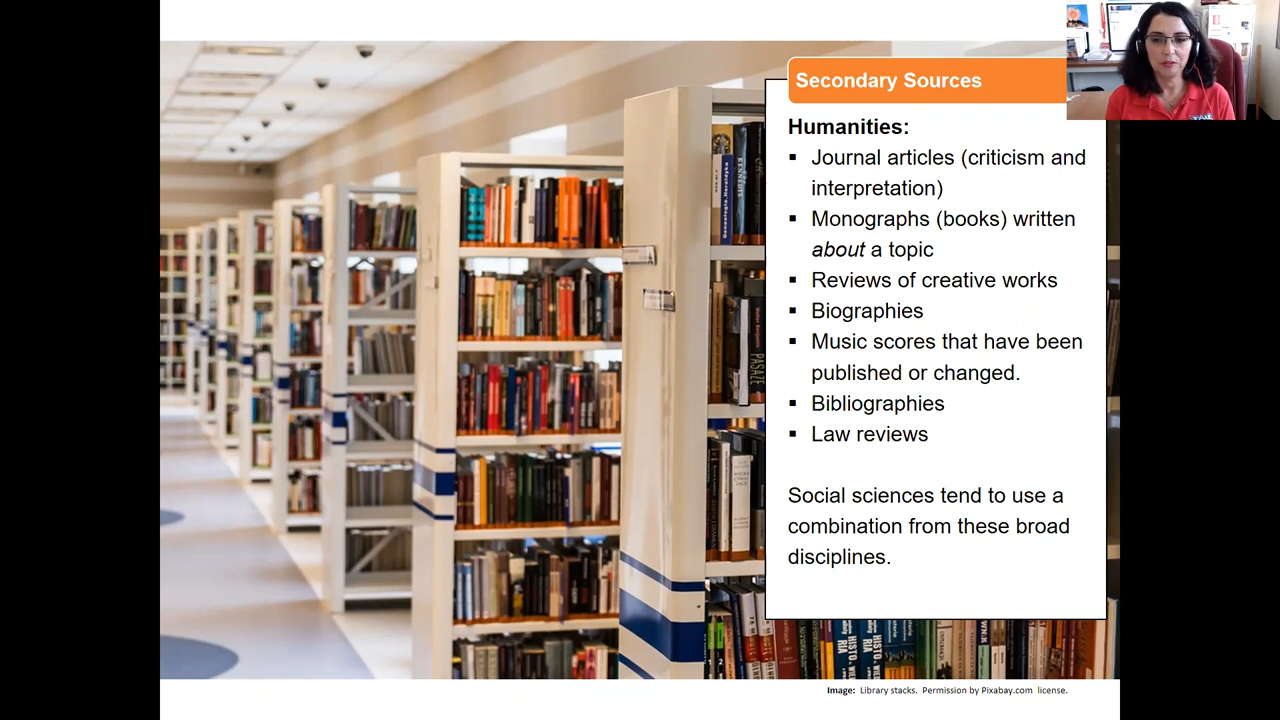 Secondary Sources
Humanities:
▪ Journal articles (criticism and
interpretation)
▪ Monographs (books) written
about a topic
▪ Reviews of creative works
▪ Biographies
▪ Music scores that have been
published or changed.
▪ Bibliographies
▪ Law reviews
Social sciences tend to use a
combination from these broad
disciplines.
KENNEDYS
PASAŻE
Image: Library stacks. Permission by Pixabay.com license.